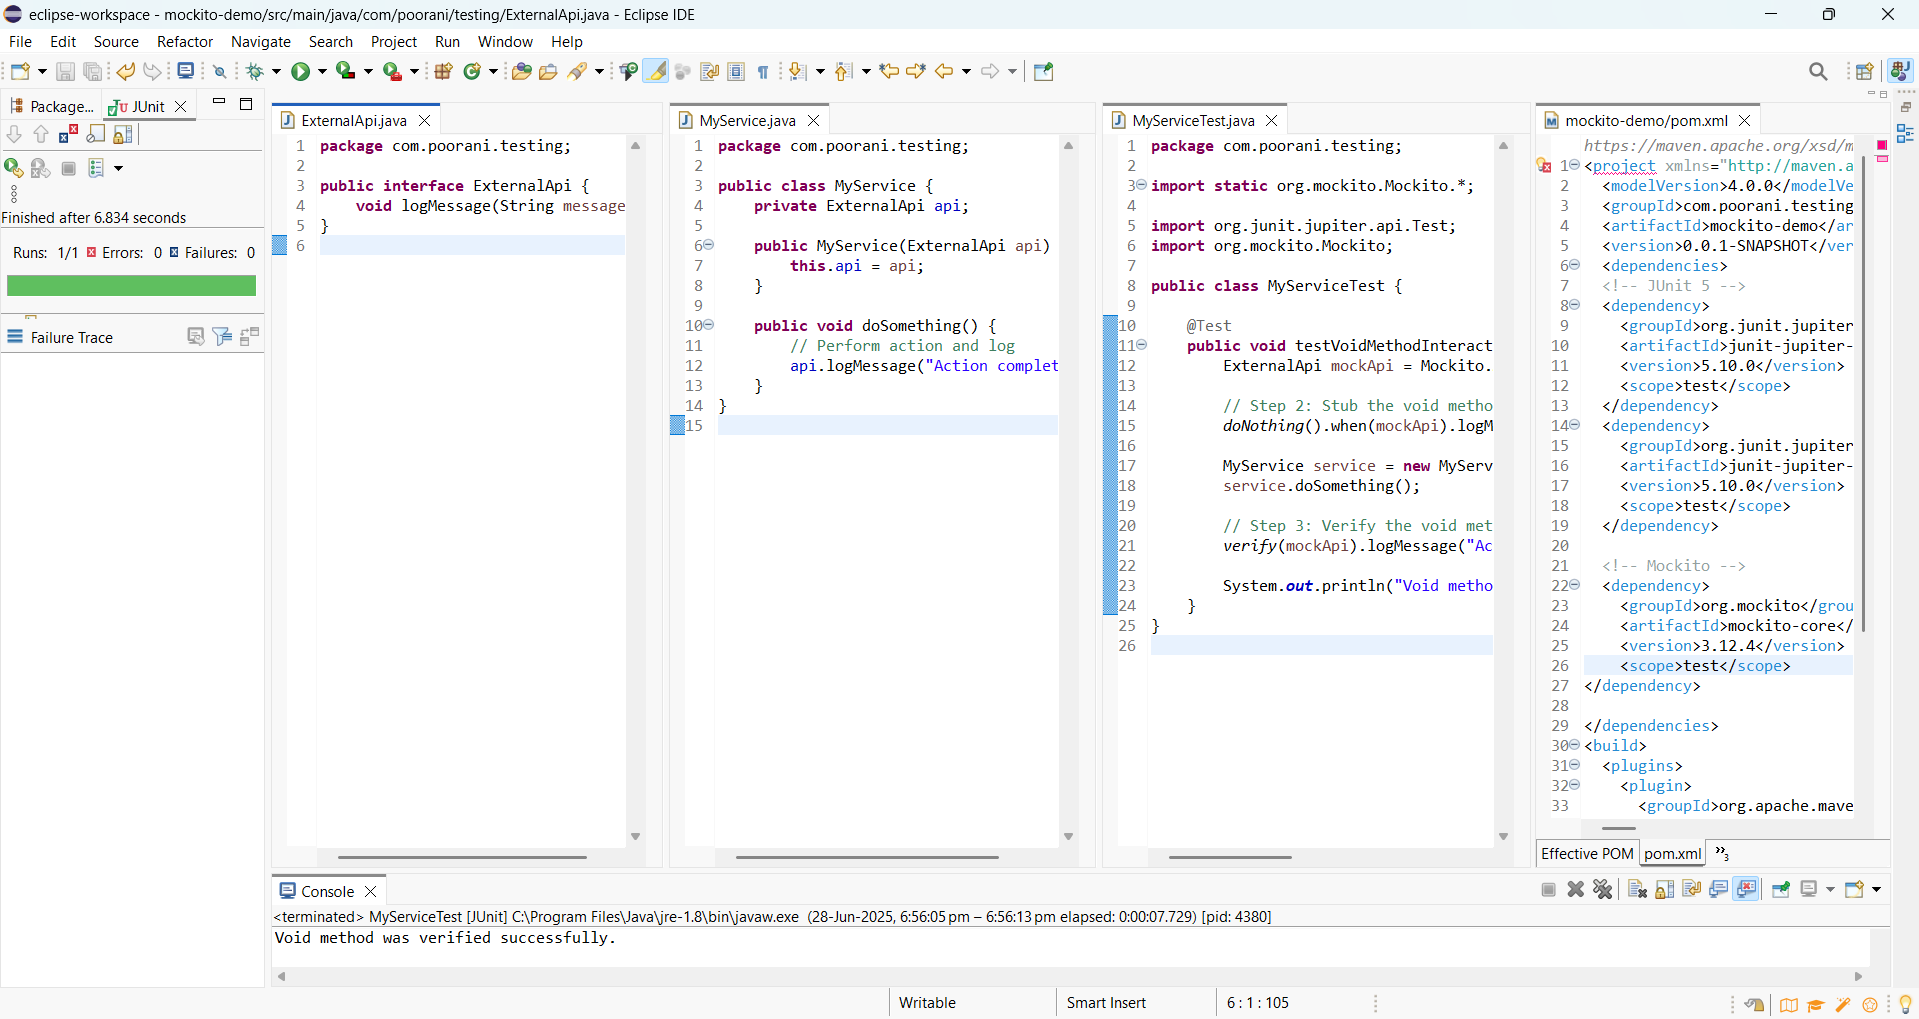 eclipse-workspace - mockito-demo/src/main/java/com/poorani/testing/ExternalApi.java - Eclipse IDE
File Edit Source Refactor Navigate Search Project Run Window Help
Package... JUnit
Finished after 6.834 seconds
Runs: 1/1 Errors: 0 Failures: 0
Failure Trace
ExternalApi.java
1 package com.poorani.testing;
2
3 public interface ExternalApi {
4 void logMessage(String message
5 }
6
MyService.java
1 package com.poorani.testing;
2
3 public class MyService {
4 private ExternalApi api;
5
6 public MyService(ExternalApi api)
7 this.api = api;
8 }
9
10 public void doSomething() {
11 // Perform action and log
12 api.logMessage("Action complet
13 }
14 }
15
MyServiceTest.java
1 package com.poorani.testing;
2
3 import static org.mockito.Mockito.*;
4
5 import org.junit.jupiter.api.Test;
6 import org.mockito.Mockito;
7
8 public class MyServiceTest {
9
10 @Test
11 public void testVoidMethodInteract
12 ExternalApi mockApi = Mockito.
13
14 // Step 2: Stub the void metho
15 doNothing().when(mockApi).logM
16
17 MyService service = new MyServ
18 service.doSomething();
19
20 // Step 3: Verify the void met
21 verify(mockApi).logMessage("Ac
22
23 System.out.println("Void metho
24 }
25 }
26
mockito-demo/pom.xml
https://maven.apache.org/xsd/m
1 <project xmlns="http://maven.a
2 <modelVersion>4.0.0</modelVe
3 <groupId>com.poorani.testing
4 <artifactId>mockito-demo</ar
5 <version>0.0.1-SNAPSHOT</ver
6 <dependencies>
7 <!-- JUnit 5 -->
8 <dependency>
9 <groupId>org.junit.jupiter
10 <artifactId>junit-jupiter-
11 <version>5.10.0</version>
12 <scope>test</scope>
13 </dependency>
14 <dependency>
15 <groupId>org.junit.jupiter
16 <artifactId>junit-jupiter-
17 <version>5.10.0</version>
18 <scope>test</scope>
19 </dependency>
20
21 <!-- Mockito -->
22 <dependency>
23 <groupId>org.mockito</grou
24 <artifactId>mockito-core</
25 <version>3.12.4</version>
26 <scope>test</scope>
27 </dependency>
28
29 </dependencies>
30 <build>
31 <plugins>
32 <plugin>
33 <groupId>org.apache.mave
Effective POM pom.xml »3
Console
<terminated> MyServiceTest [JUnit] C:\Program Files\Java\jre-1.8\bin\javaw.exe (28-Jun-2025, 6:56:05 pm – 6:56:13 pm elapsed: 0:00:07.729) [pid: 4380]
Void method was verified successfully.
Writable Smart Insert 6 : 1 : 105